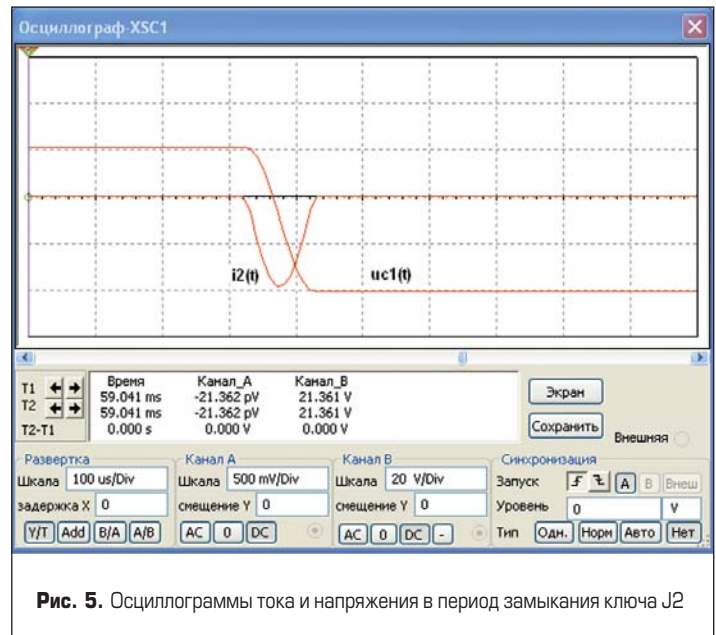 Осциллограф-XSC1
i2(t)
uc1(t)
T1
T2
T2-T1
Время Канал_A Канал_B
59.041 ms -21.362 pV 21.361 V
59.041 ms -21.362 pV 21.361 V
0.000 s 0.000 V 0.000 V
Экран
Сохранить
Внешняя
Развертка
Шкала 100 us/Div
задержка X 0
Y/T Add B/A A/B
Канал A
Шкала 500 mV/Div
смещение Y 0
AC 0 DC
Канал B
Шкала 20 V/Div
смещение Y 0
AC 0 DC -
Синхронизация
Запуск A B Внеш
Уровень 0 V
Тип Одн. Норм Авто Нет
Рис. 5. Осциллограммы тока и напряжения в период замыкания ключа J2